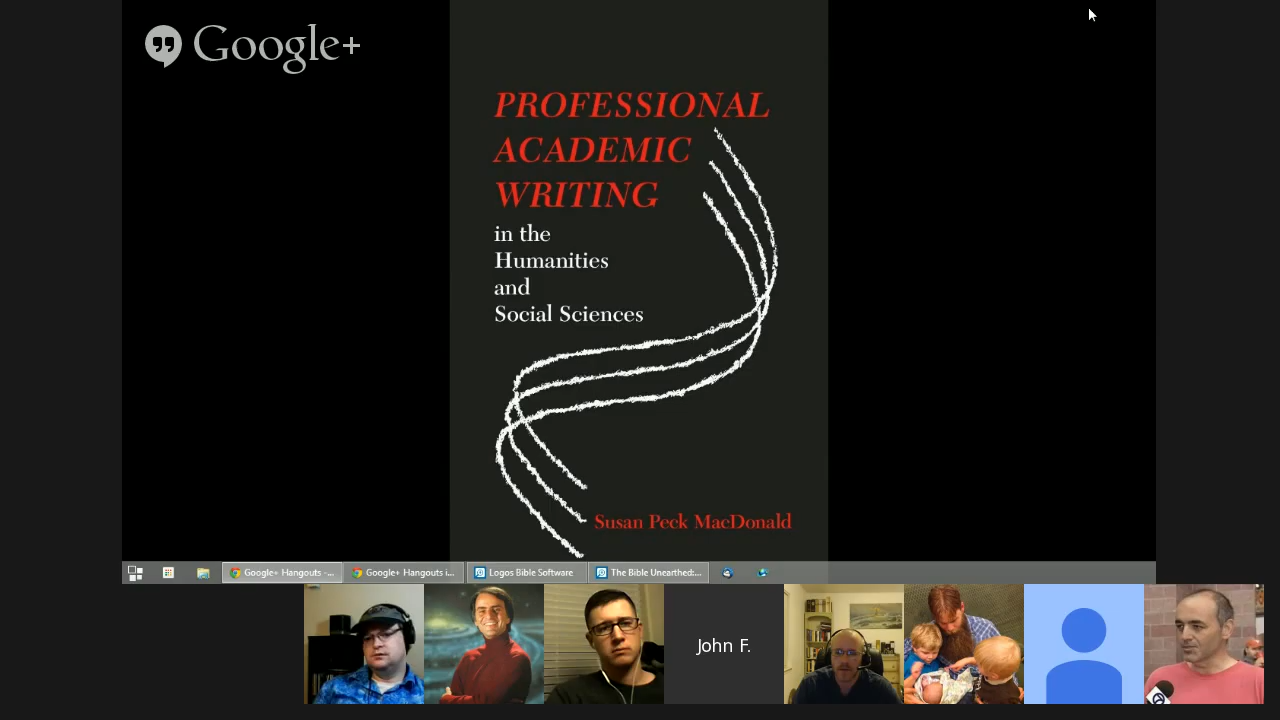 Google+
PROFESSIONAL
ACADEMIC
WRITING
in the
Humanities
and
Social Sciences
Susan Peck MacDonald
Google+ Hangouts -...
Google+ Hangouts i...
Logos Bible Software
The Bible Unearthed:...
John F.